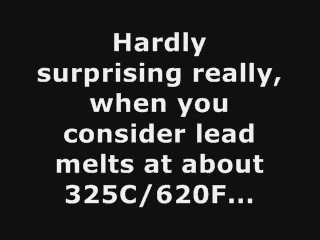 Hardly
surprising really,
when you
consider lead
melts at about
325C/620F...